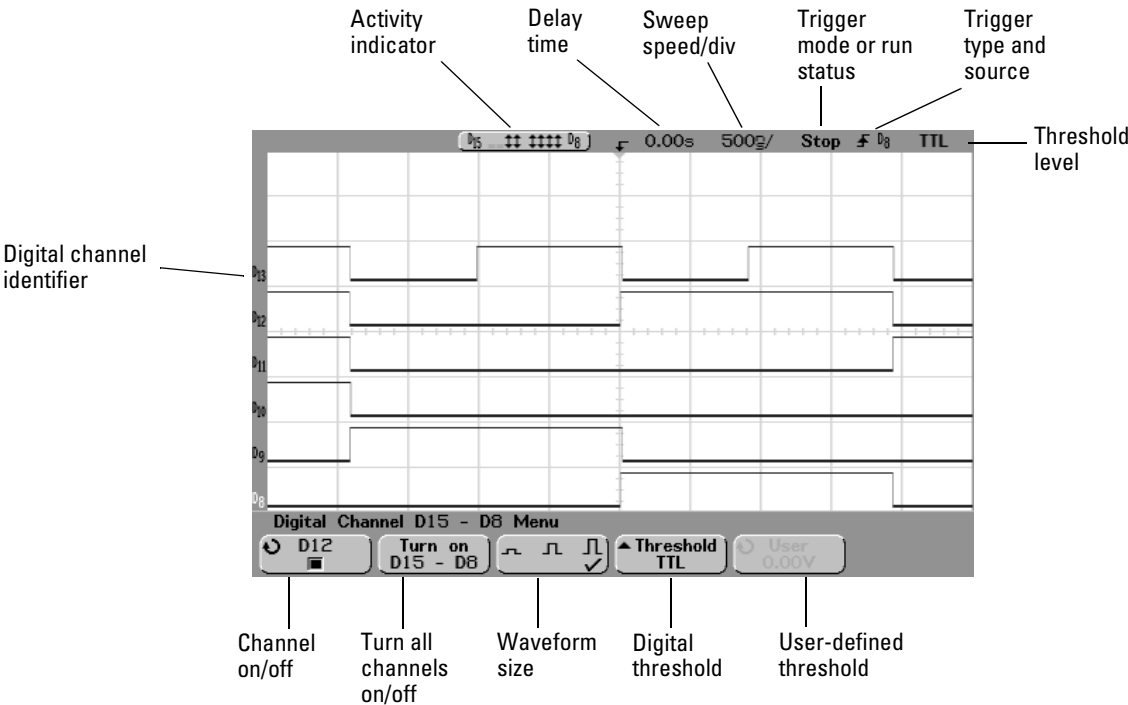 Activity
indicator
Delay
time
Sweep
speed/div
Trigger
mode or run
status
Trigger
type and
source
Threshold
level
D15 D8 0.00s 500n/ Stop D8 TTL
Digital channel
identifier
D13
D12
D11
D10
D9
D8
Digital Channel D15 - D8 Menu
D12
Turn on
D15 - D8
Threshold
TTL
User
0.00V
Channel
on/off
Turn all
channels
on/off
Waveform
size
Digital
threshold
User-defined
threshold